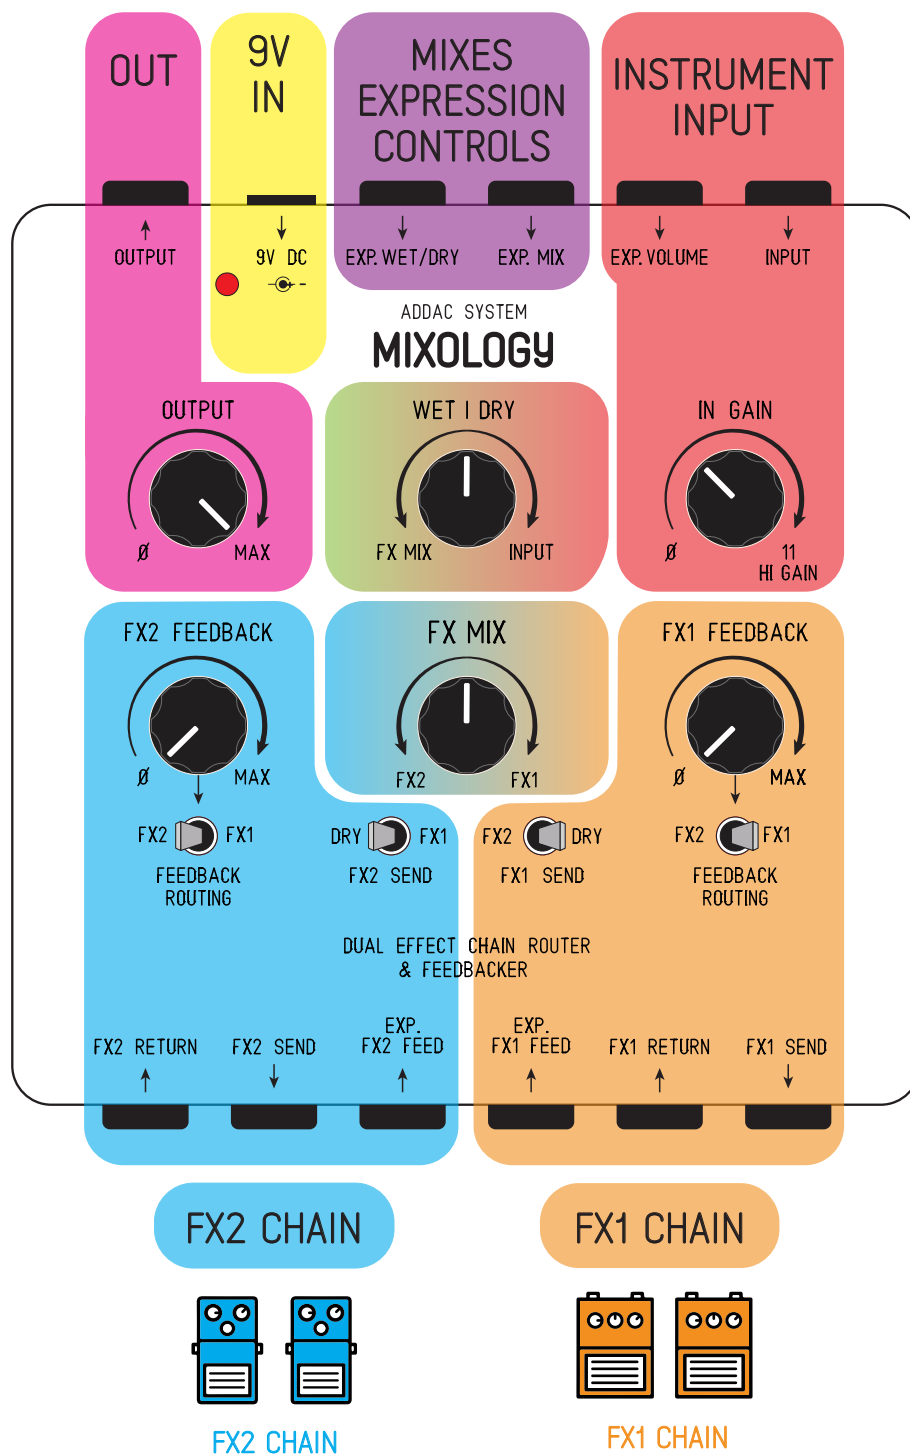 OUT
9V
IN
MIXES
EXPRESSION
CONTROLS
INSTRUMENT
INPUT
OUTPUT
9V DC
EXP. WET/DRY
EXP. MIX
EXP. VOLUME
INPUT
ADDAC SYSTEM
MIXOLOGY
OUTPUT
Ø
MAX
WET | DRY
FX MIX
INPUT
IN GAIN
Ø
11
HI GAIN
FX2 FEEDBACK
Ø
MAX
FX MIX
FX2
FX1
FX1 FEEDBACK
Ø
MAX
FX2
FX1
FEEDBACK
ROUTING
DRY
FX1
FX2 SEND
FX2
DRY
FX1 SEND
FX2
FX1
FEEDBACK
ROUTING
DUAL EFFECT CHAIN ROUTER
& FEEDBACKER
FX2 RETURN
FX2 SEND
EXP.
FX2 FEED
EXP.
FX1 FEED
FX1 RETURN
FX1 SEND
FX2 CHAIN
FX1 CHAIN
FX2 CHAIN
FX1 CHAIN